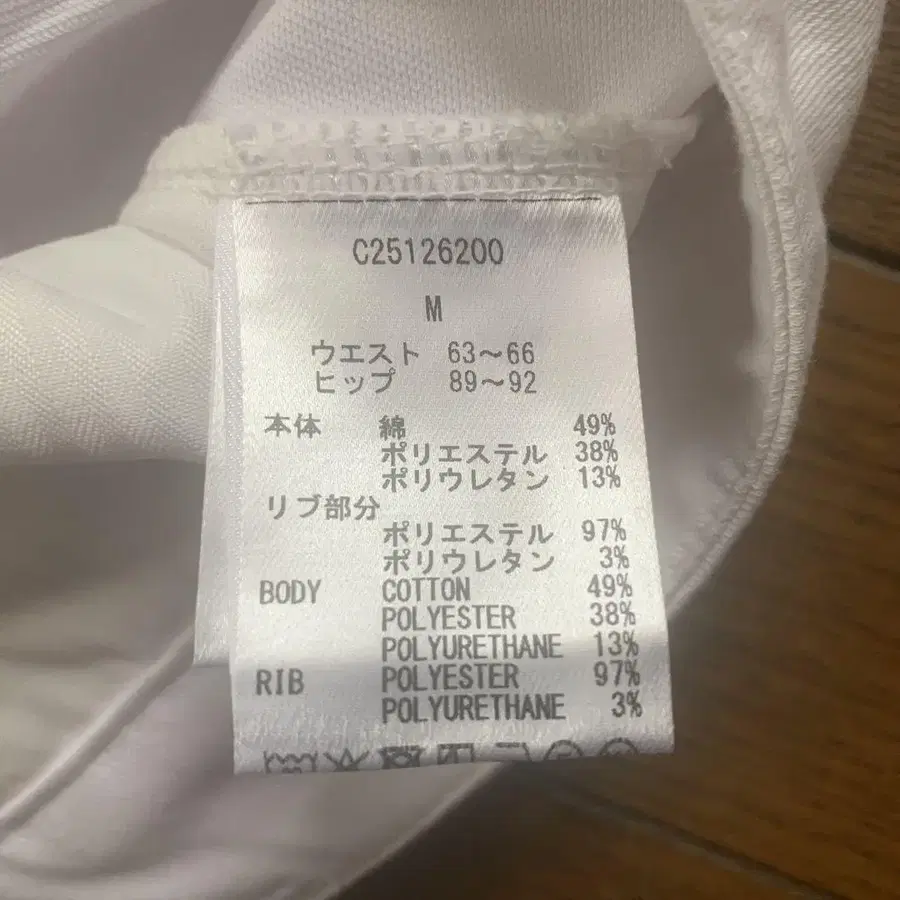 C25126200
M
ウエスト 63～66
ヒップ 89～92
本体 綿 49%
ポリエステル 38%
ポリウレタン 13%
リブ部分
ポリエステル 97%
ポリウレタン 3%
BODY COTTON 49%
POLYESTER 38%
POLYURETHANE 13%
RIB POLYESTER 97%
POLYURETHANE 3%